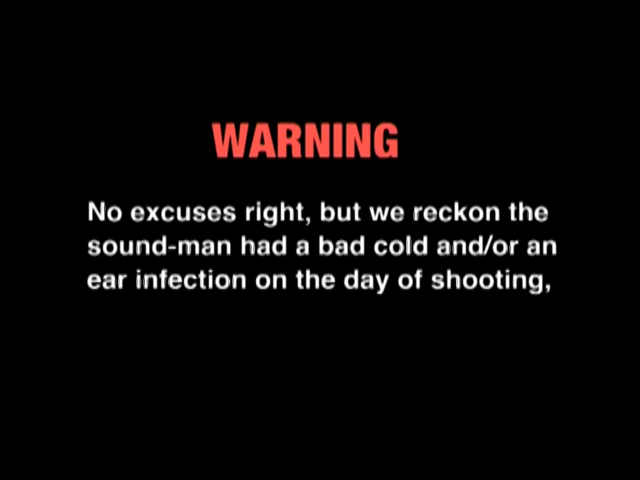 WARNING
No excuses right, but we reckon the
sound-man had a bad cold and/or an
ear infection on the day of shooting,